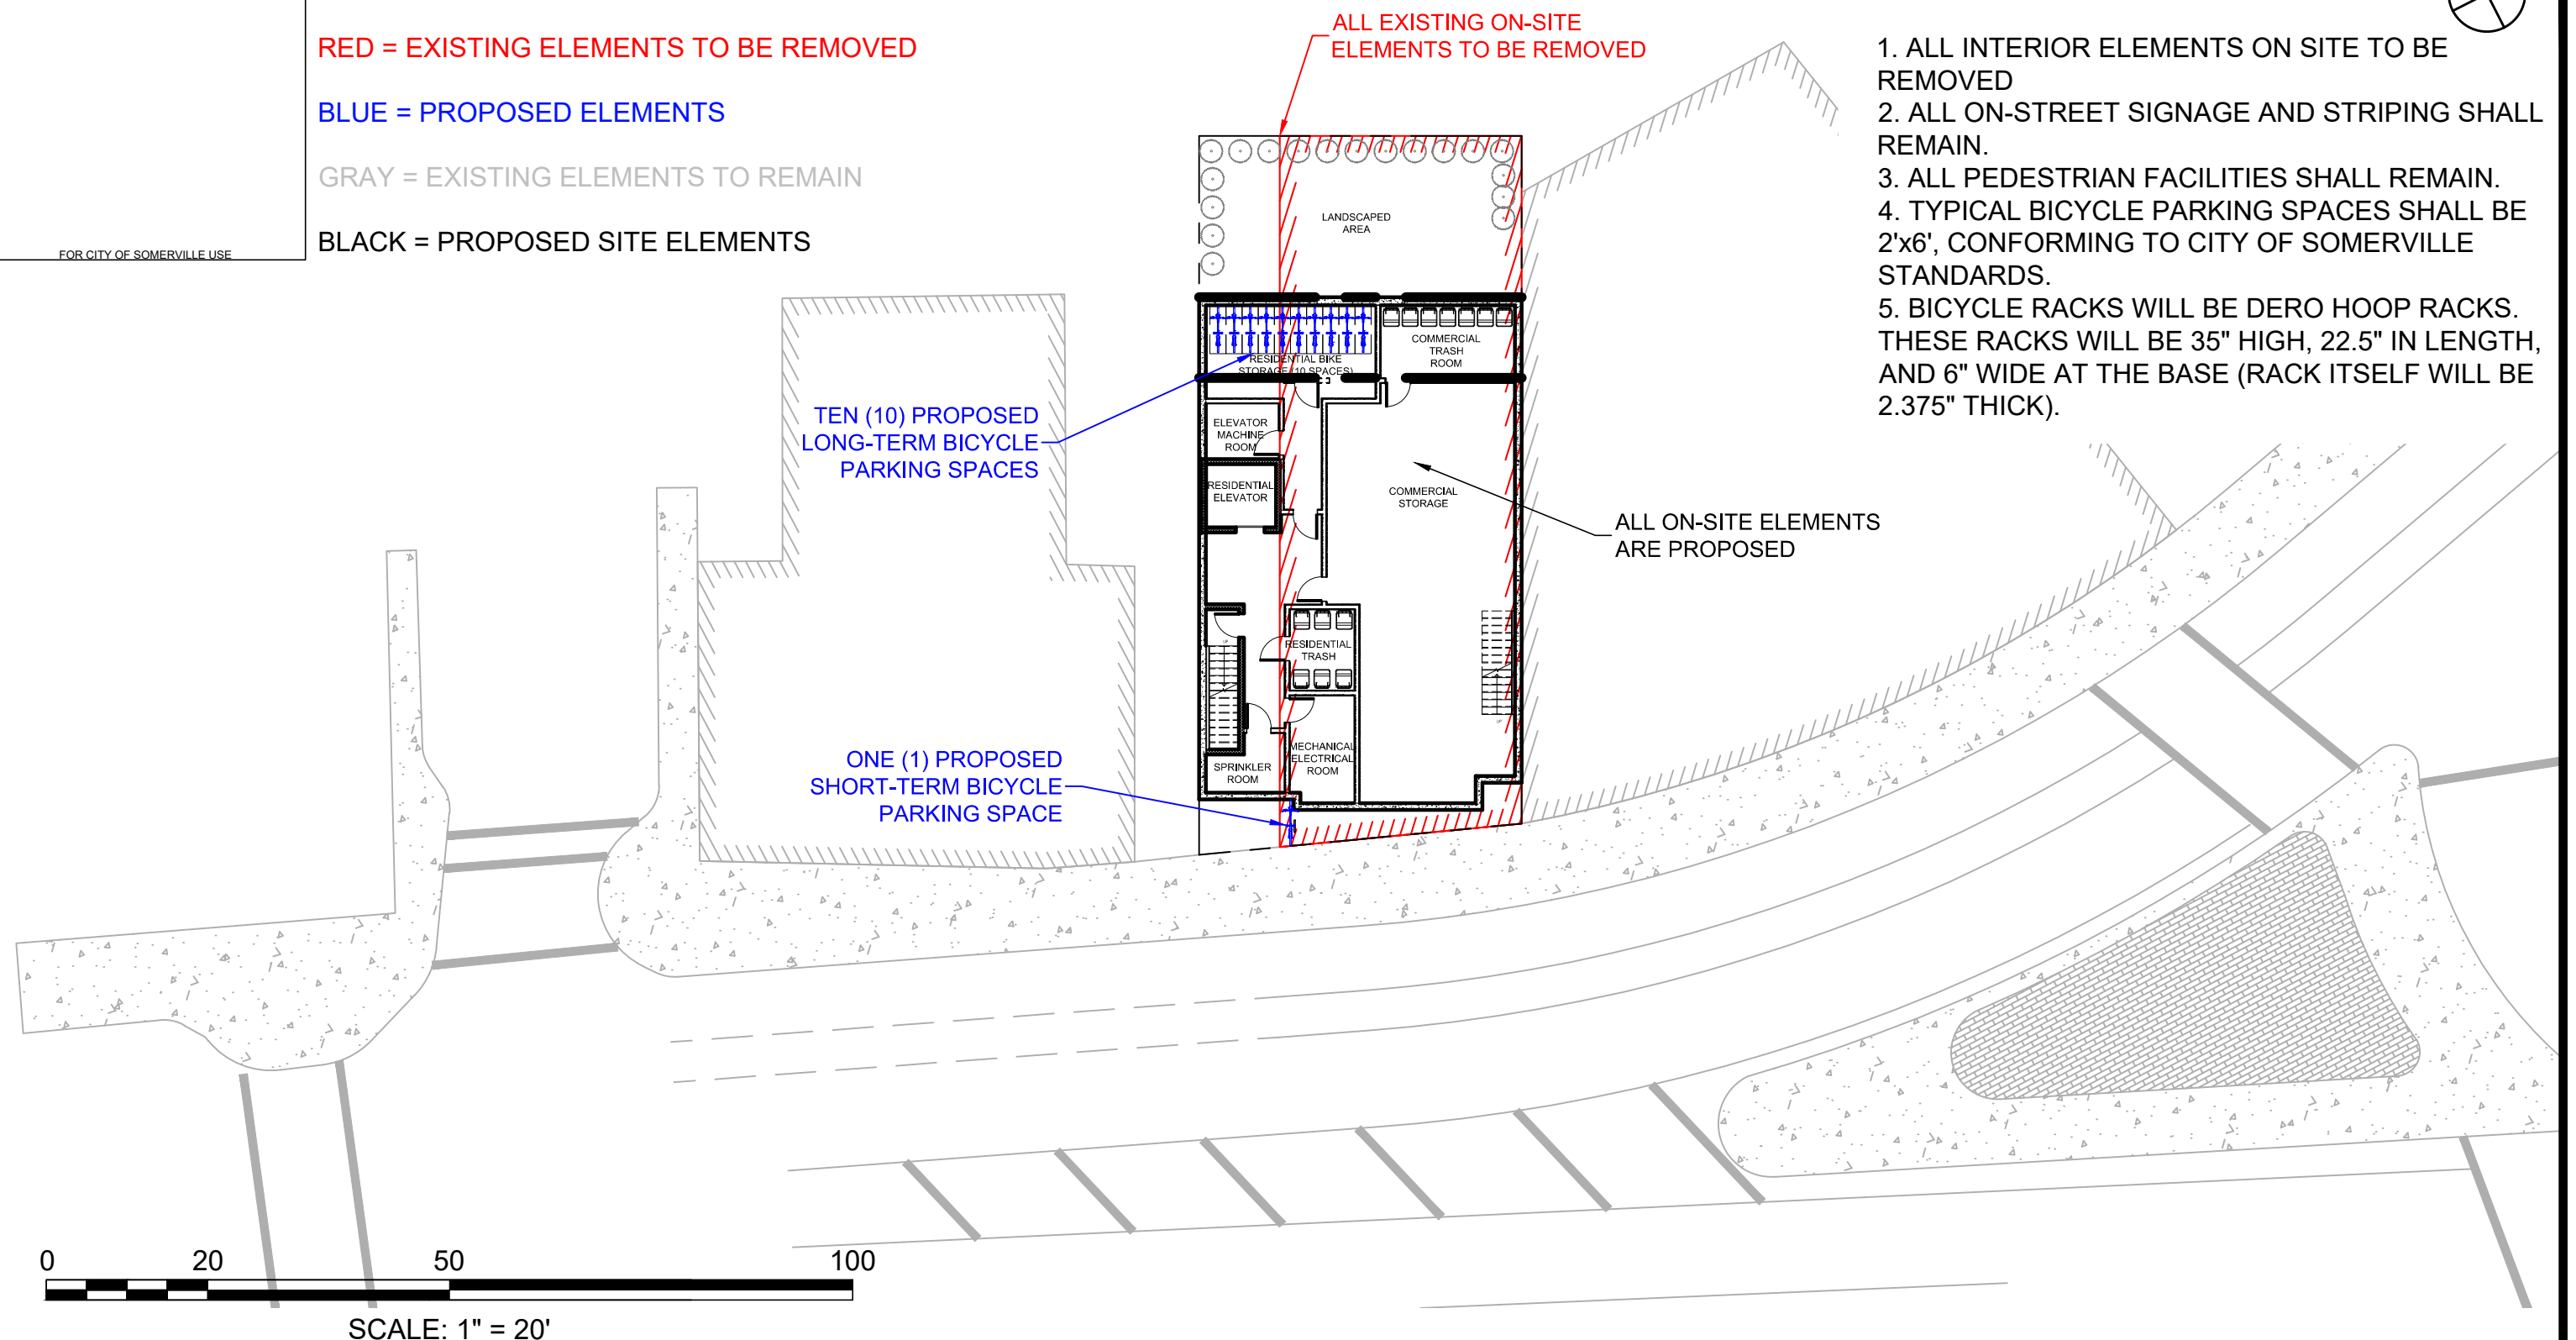 FOR CITY OF SOMERVILLE USE
RED = EXISTING ELEMENTS TO BE REMOVED
BLUE = PROPOSED ELEMENTS
GRAY = EXISTING ELEMENTS TO REMAIN
BLACK = PROPOSED SITE ELEMENTS
ALL EXISTING ON-SITE
ELEMENTS TO BE REMOVED
1. ALL INTERIOR ELEMENTS ON SITE TO BE
REMOVED
2. ALL ON-STREET SIGNAGE AND STRIPING SHALL
REMAIN.
3. ALL PEDESTRIAN FACILITIES SHALL REMAIN.
4. TYPICAL BICYCLE PARKING SPACES SHALL BE
2'x6', CONFORMING TO CITY OF SOMERVILLE
STANDARDS.
5. BICYCLE RACKS WILL BE DERO HOOP RACKS.
THESE RACKS WILL BE 35" HIGH, 22.5" IN LENGTH,
AND 6" WIDE AT THE BASE (RACK ITSELF WILL BE
2.375" THICK).
LANDSCAPED
AREA
RESIDENTIAL BIKE
STORAGE (10 SPACES)
COMMERCIAL
TRASH
ROOM
TEN (10) PROPOSED
LONG-TERM BICYCLE
PARKING SPACES
ELEVATOR
MACHINE
ROOM
RESIDENTIAL
ELEVATOR
COMMERCIAL
STORAGE
ALL ON-SITE ELEMENTS
ARE PROPOSED
UP
RESIDENTIAL
TRASH
UP
ONE (1) PROPOSED
SHORT-TERM BICYCLE
PARKING SPACE
SPRINKLER
ROOM
MECHANICAL
ELECTRICAL
ROOM
0 20 50 100
SCALE: 1" = 20'